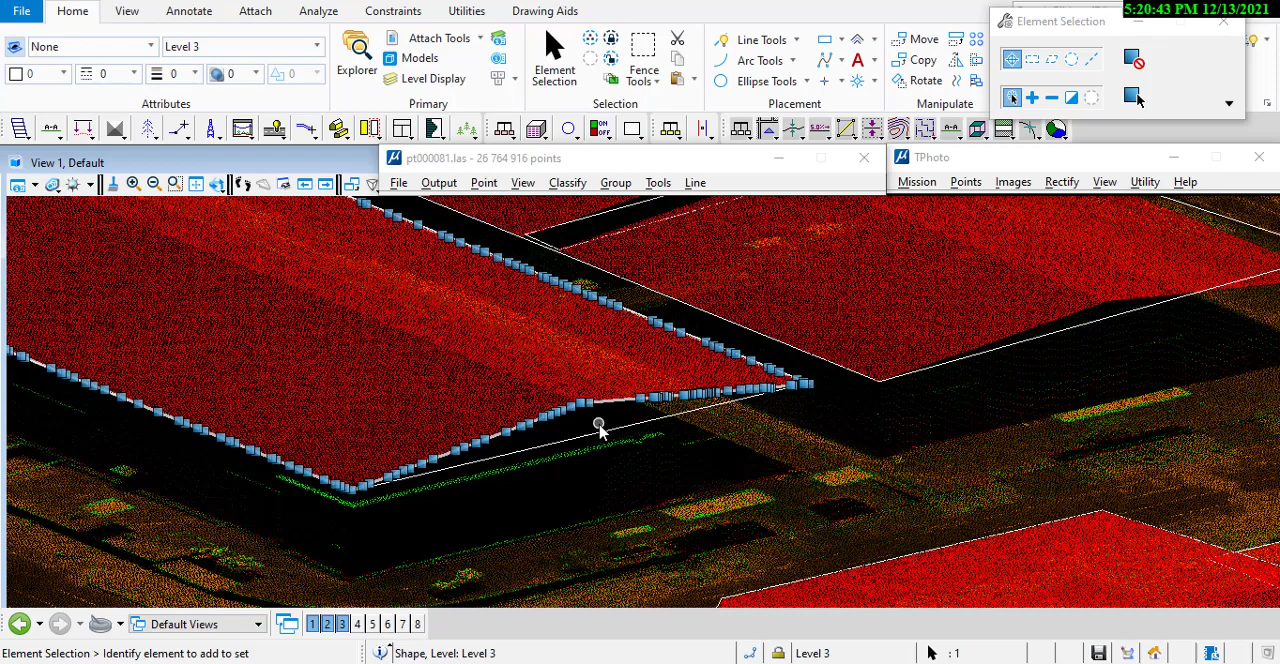 5:20:43 PM 12/13/2021
File
Home
View
Annotate
Attach
Analyze
Constraints
Utilities
Drawing Aids
Element Selection
None
Level 3
0
0
0
0
0
Attributes
Explorer
Attach Tools
Models
Level Display
Primary
Element Selection
Fence Tools
Selection
Line Tools
Arc Tools
Ellipse Tools
Placement
Move
Copy
Rotate
Manipulate
View 1, Default
pt000081.las - 26 764 916 points
File
Output
Point
View
Classify
Group
Tools
Line
TPhoto
Mission
Points
Images
Rectify
View
Utility
Help
Default Views
1
2
3
4
5
6
7
8
Element Selection > Identify element to add to set
Shape, Level: Level 3
Level 3
: 1